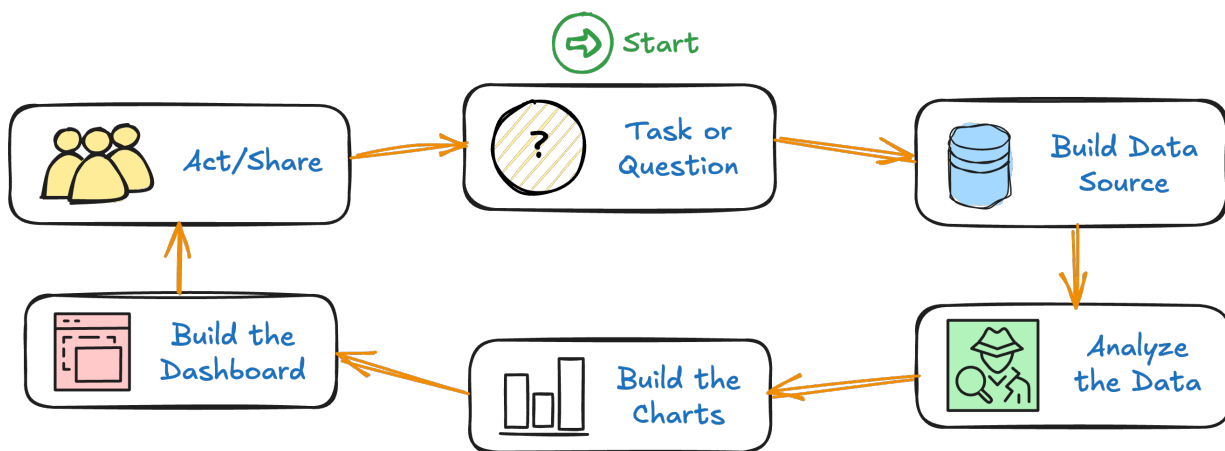 Start
Task or
Question
Build Data
Source
Analyze
the Data
Build the
Charts
Build the
Dashboard
Act/Share
?